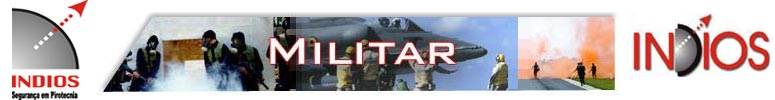 INDIOS
Segurança em Pirotecnia
MILITAR
INDIOS